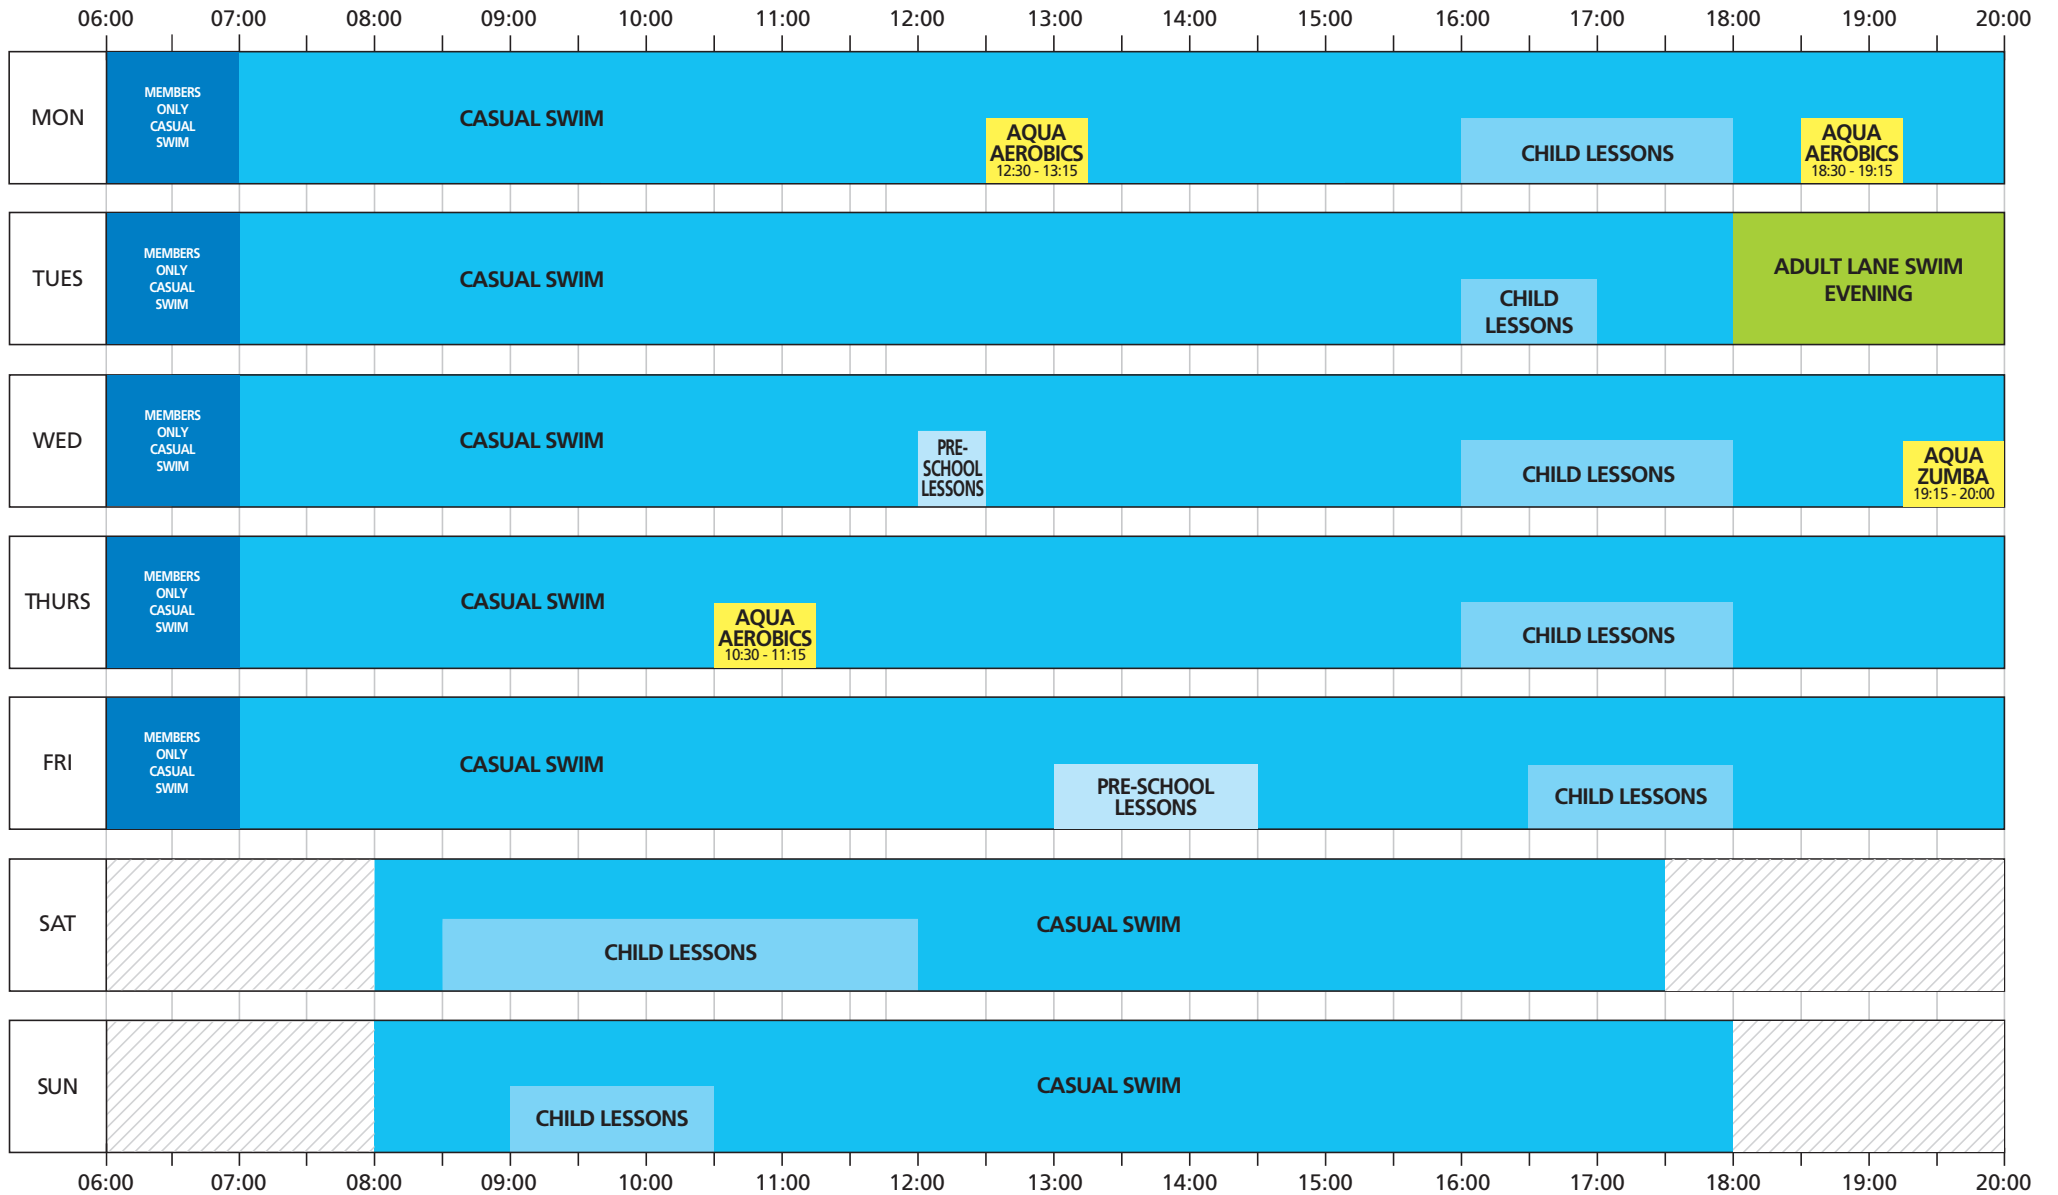 06:00 07:00 08:00 09:00 10:00 11:00 12:00 13:00 14:00 15:00 16:00 17:00 18:00 19:00 20:00
MON
MEMBERS
ONLY
CASUAL
SWIM
CASUAL SWIM
AQUA
AEROBICS
12:30 - 13:15
CHILD LESSONS
AQUA
AEROBICS
18:30 - 19:15
TUES
MEMBERS
ONLY
CASUAL
SWIM
CASUAL SWIM
CHILD
LESSONS
ADULT LANE SWIM
EVENING
WED
MEMBERS
ONLY
CASUAL
SWIM
CASUAL SWIM
PRE-
SCHOOL
LESSONS
CHILD LESSONS
AQUA
ZUMBA
19:15 - 20:00
THURS
MEMBERS
ONLY
CASUAL
SWIM
CASUAL SWIM
AQUA
AEROBICS
10:30 - 11:15
CHILD LESSONS
FRI
MEMBERS
ONLY
CASUAL
SWIM
CASUAL SWIM
PRE-SCHOOL
LESSONS
CHILD LESSONS
SAT
CHILD LESSONS
CASUAL SWIM
SUN
CHILD LESSONS
CASUAL SWIM
06:00 07:00 08:00 09:00 10:00 11:00 12:00 13:00 14:00 15:00 16:00 17:00 18:00 19:00 20:00